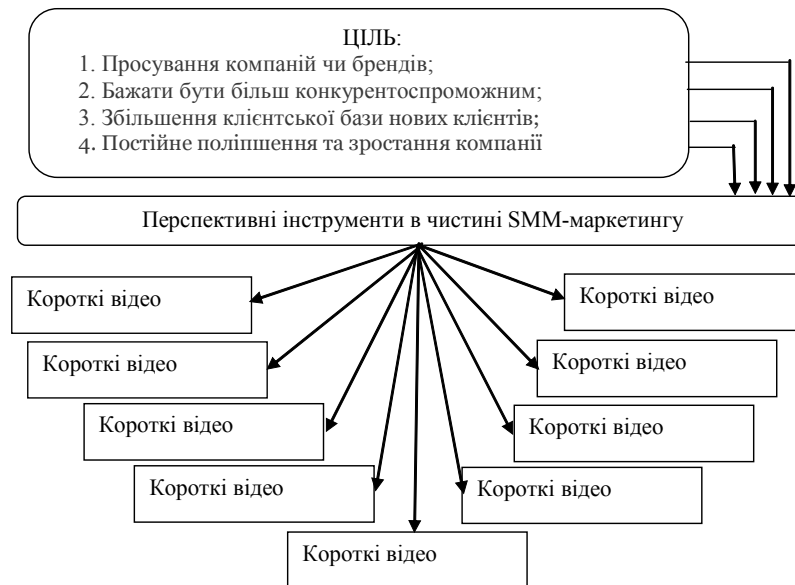 ЦІЛЬ:
1. Просування компаній чи брендів;
2. Бажати бути більш конкурентоспроможним;
3. Збільшення клієнтської бази нових клієнтів;
4. Постійне поліпшення та зростання компанії
Перспективні інструменти в чистині SMM-маркетингу
Короткі відео
Короткі відео
Короткі відео
Короткі відео
Короткі відео
Короткі відео
Короткі відео
Короткі відео
Короткі відео